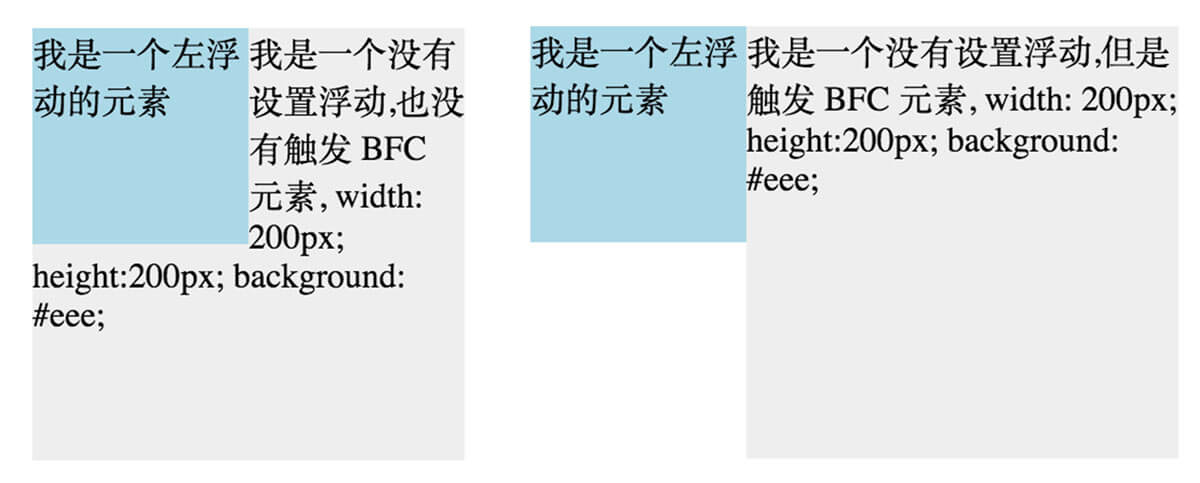 我是一个左浮
动的元素
我是一个没有
设置浮动,也没
有触发 BFC
元素, width:
200px;
height:200px; background:
#eee;
我是一个左浮
动的元素
我是一个没有设置浮动,但是
触发 BFC 元素, width: 200px;
height:200px; background:
#eee;